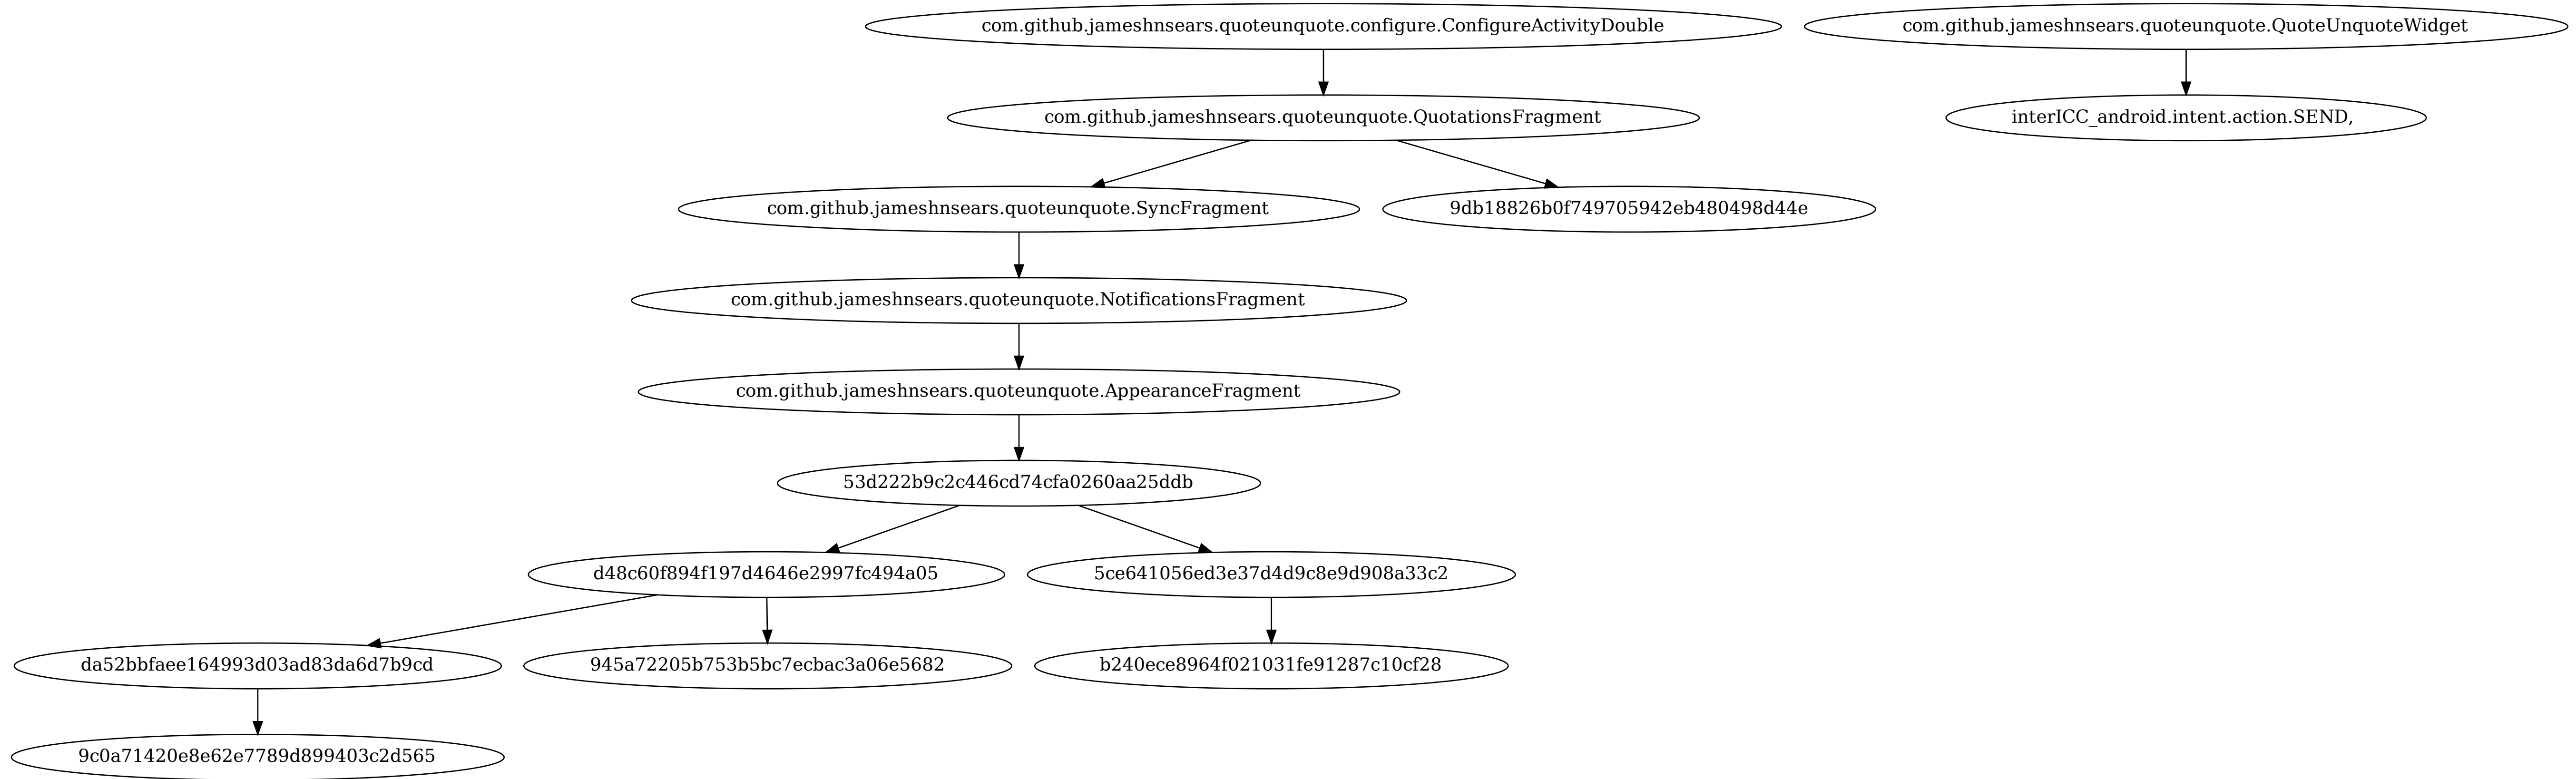 com.github.jameshnsears.quoteunquote.configure.ConfigureActivityDouble
com.github.jameshnsears.quoteunquote.QuoteUnquoteWidget
com.github.jameshnsears.quoteunquote.QuotationsFragment
interICC_android.intent.action.SEND,
com.github.jameshnsears.quoteunquote.SyncFragment
9db18826b0f749705942eb480498d44e
com.github.jameshnsears.quoteunquote.NotificationsFragment
com.github.jameshnsears.quoteunquote.AppearanceFragment
53d222b9c2c446cd74cfa0260aa25ddb
d48c60f894f197d4646e2997fc494a05
5ce641056ed3e37d4d9c8e9d908a33c2
da52bbfaee164993d03ad83da6d7b9cd
945a72205b753b5bc7ecbac3a06e5682
b240ece8964f021031fe91287c10cf28
9c0a71420e8e62e7789d899403c2d565